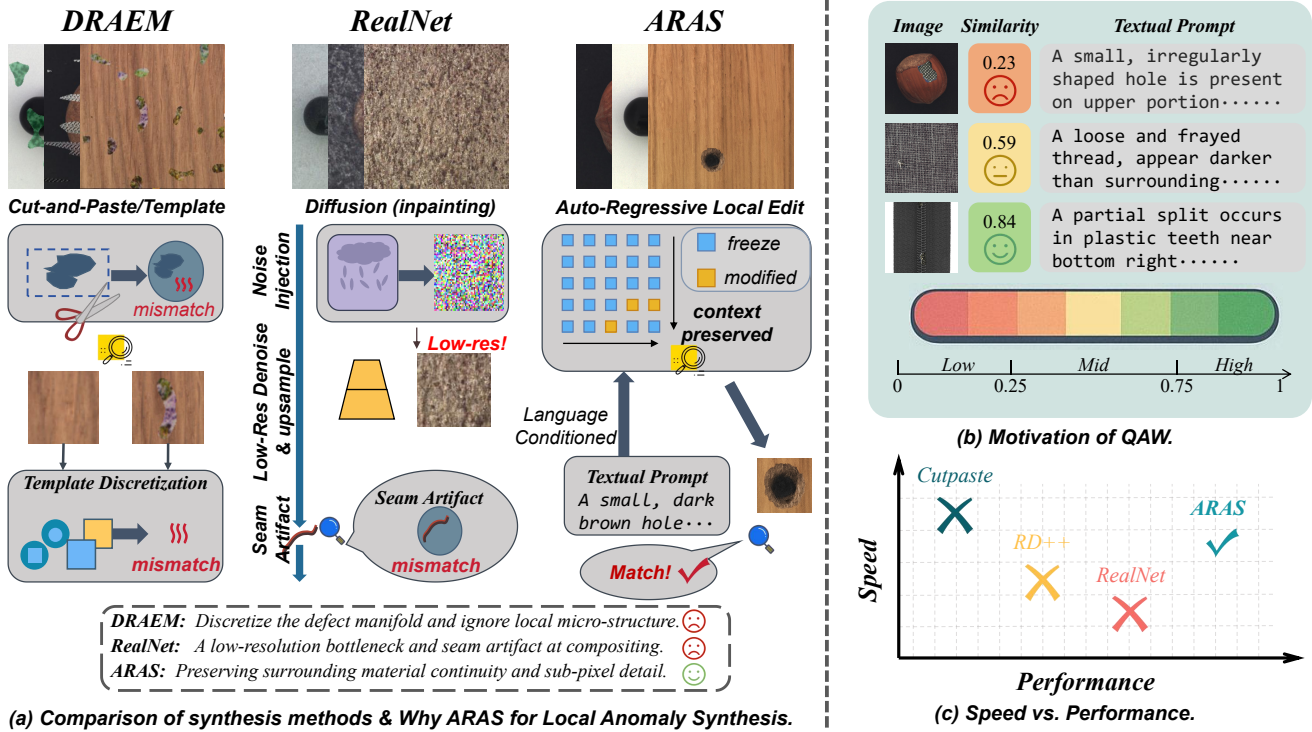 DRAEM
RealNet
ARAS
Cut-and-Paste/Template
mismatch
Template Discretization
mismatch
Noise
Injection
Low-Res Denoise
& upsample
Seam
Artifact
Diffusion (inpainting)
Low-res!
Seam Artifact
mismatch
Auto-Regressive Local Edit
freeze
modified
context
preserved
Language
Conditioned
Textual Prompt
A small, dark
brown hole···
Match!
DRAEM: Discretize the defect manifold and ignore local micro-structure.
RealNet: A low-resolution bottleneck and seam artifact at compositing.
ARAS: Preserving surrounding material continuity and sub-pixel detail.
(a) Comparison of synthesis methods & Why ARAS for Local Anomaly Synthesis.
Image Similarity Textual Prompt
0.23
A small, irregularly
shaped hole is present
on upper portion······
0.59
A loose and frayed
thread, appear darker
than surrounding······
0.84
A partial split occurs
in plastic teeth near
bottom right······
Low Mid High
0 0.25 0.75 1
(b) Motivation of QAW.
Cutpaste
ARAS
RD++
RealNet
Speed
Performance
(c) Speed vs. Performance.